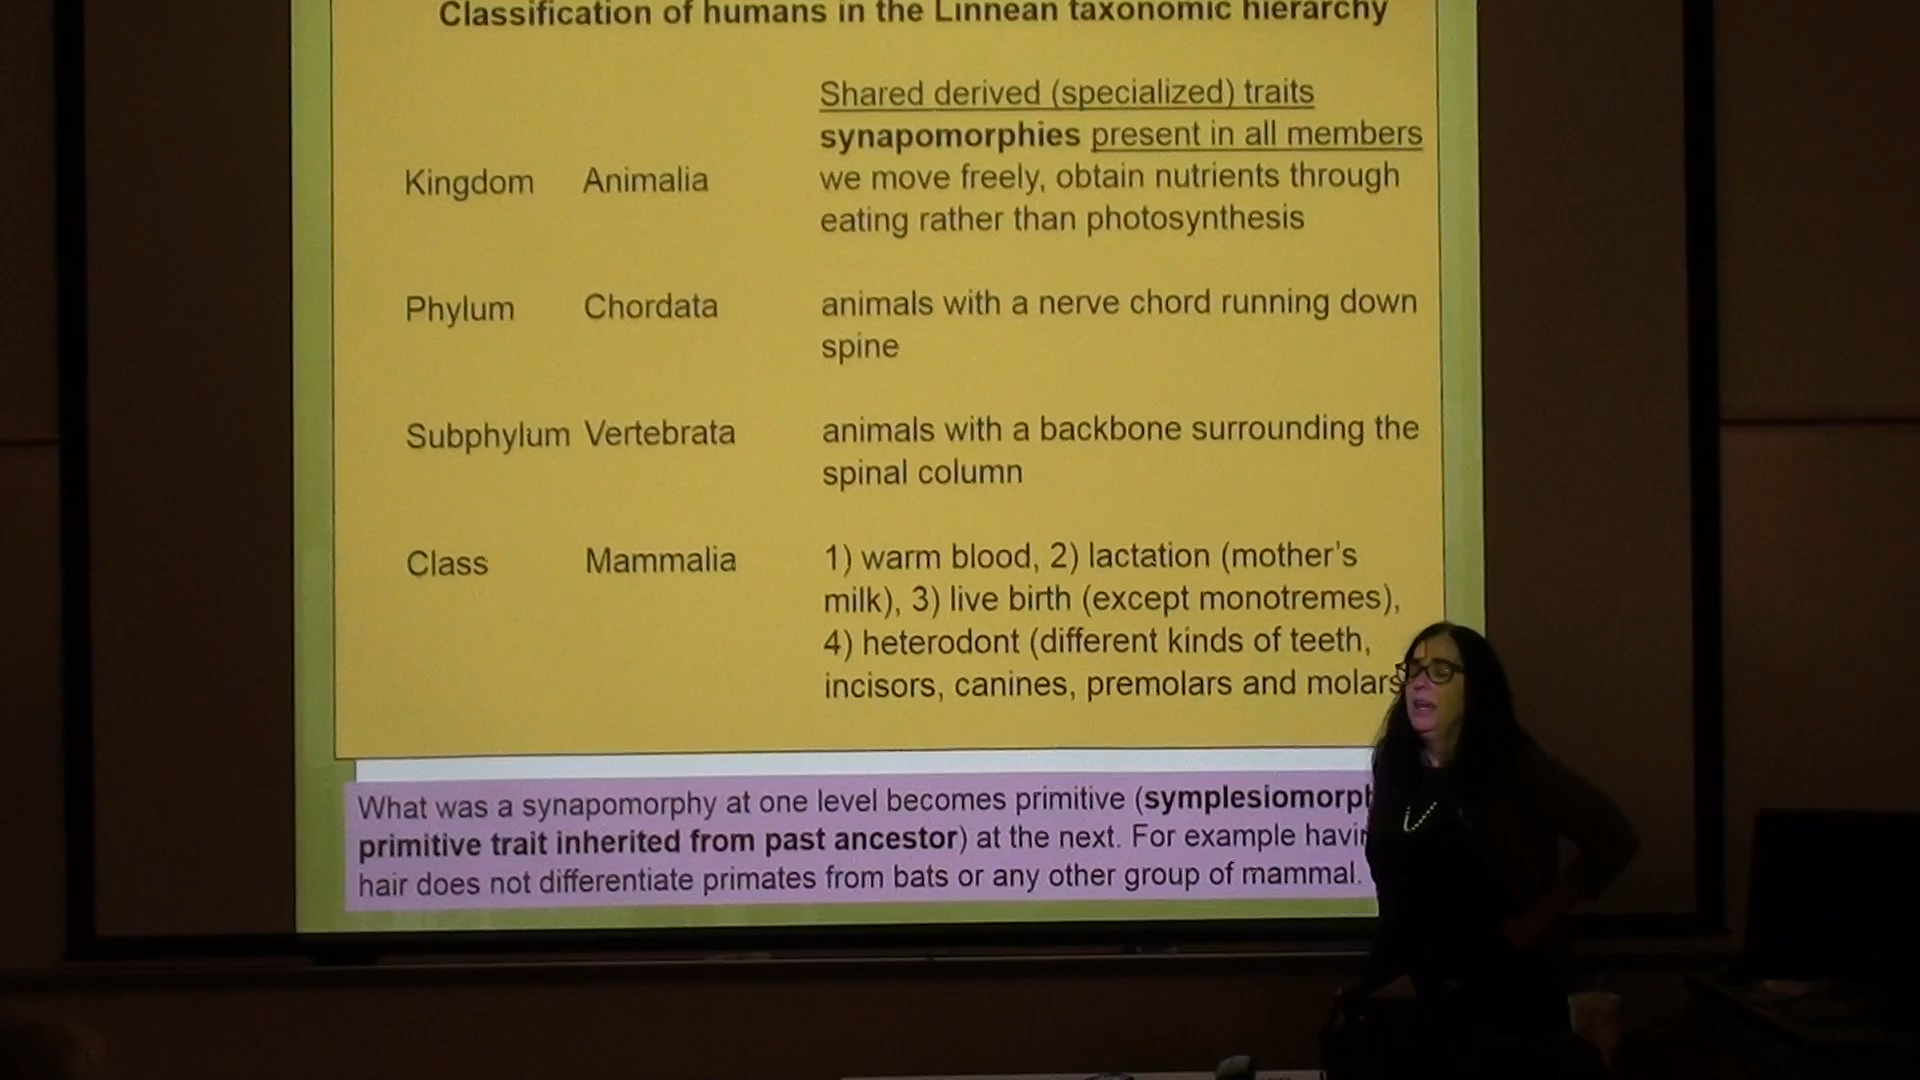 Classification of humans in the Linnean taxonomic hierarchy
Shared derived (specialized) traits
synapomorphies present in all members
Kingdom Animalia we move freely, obtain nutrients through
eating rather than photosynthesis
Phylum Chordata animals with a nerve chord running down
spine
Subphylum Vertebrata animals with a backbone surrounding the
spinal column
Class Mammalia 1) warm blood, 2) lactation (mother's
milk), 3) live birth (except monotremes),
4) heterodont (different kinds of teeth,
incisors, canines, premolars and molars
What was a synapomorphy at one level becomes primitive (
primitive trait inherited from past ancestor) at the next. For example
hair does not differentiate primates from bats or any other group of mammal.